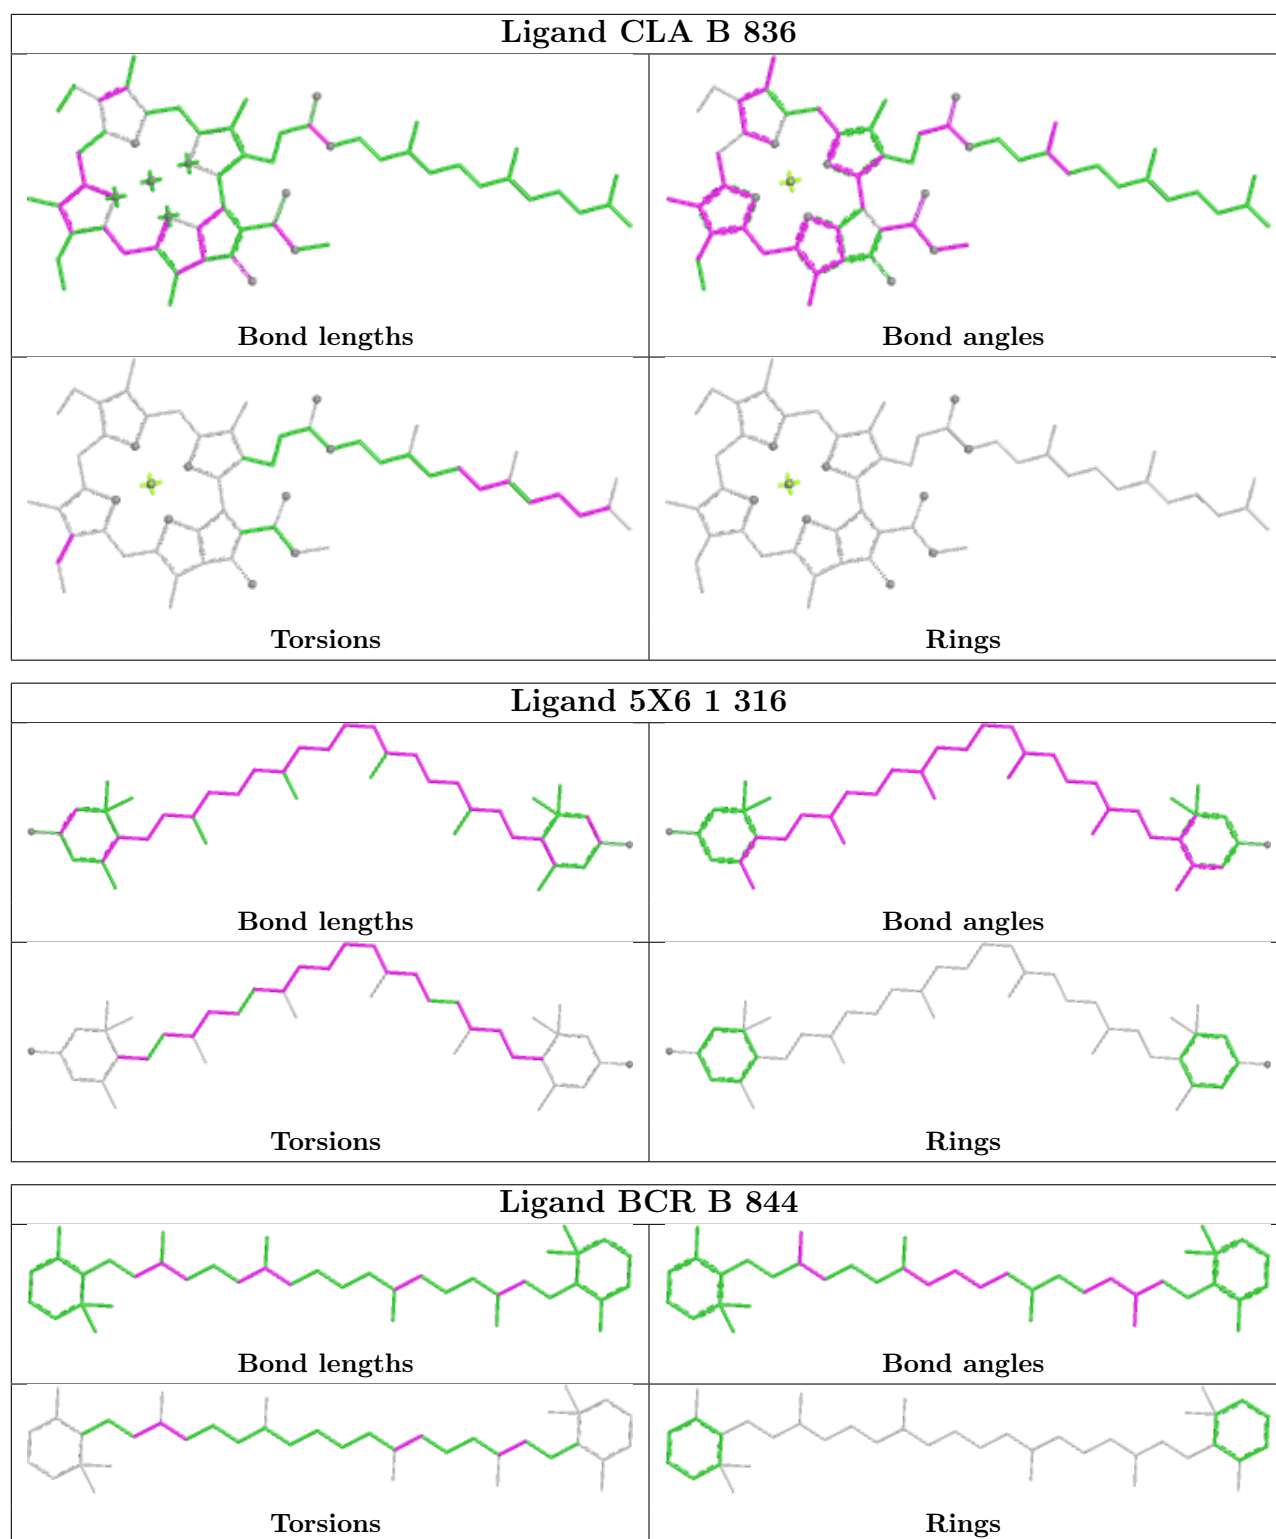 Ligand CLA B 836
Bond lengths
Bond angles
Torsions
Rings
Ligand 5X6 1 316
Bond lengths
Bond angles
Torsions
Rings
Ligand BCR B 844
Bond lengths
Bond angles
Torsions
Rings